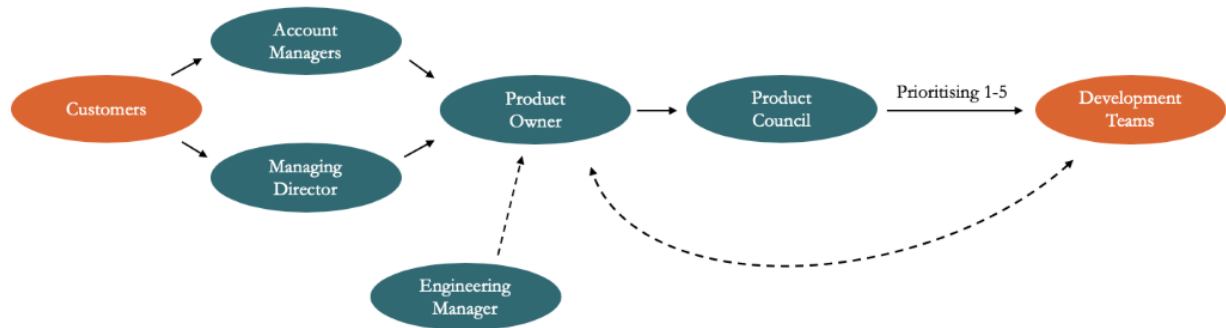 Account
Managers
Customers
Product
Owner
Product
Council
Prioritising 1-5
Development
Teams
Managing
Director
Engineering
Manager